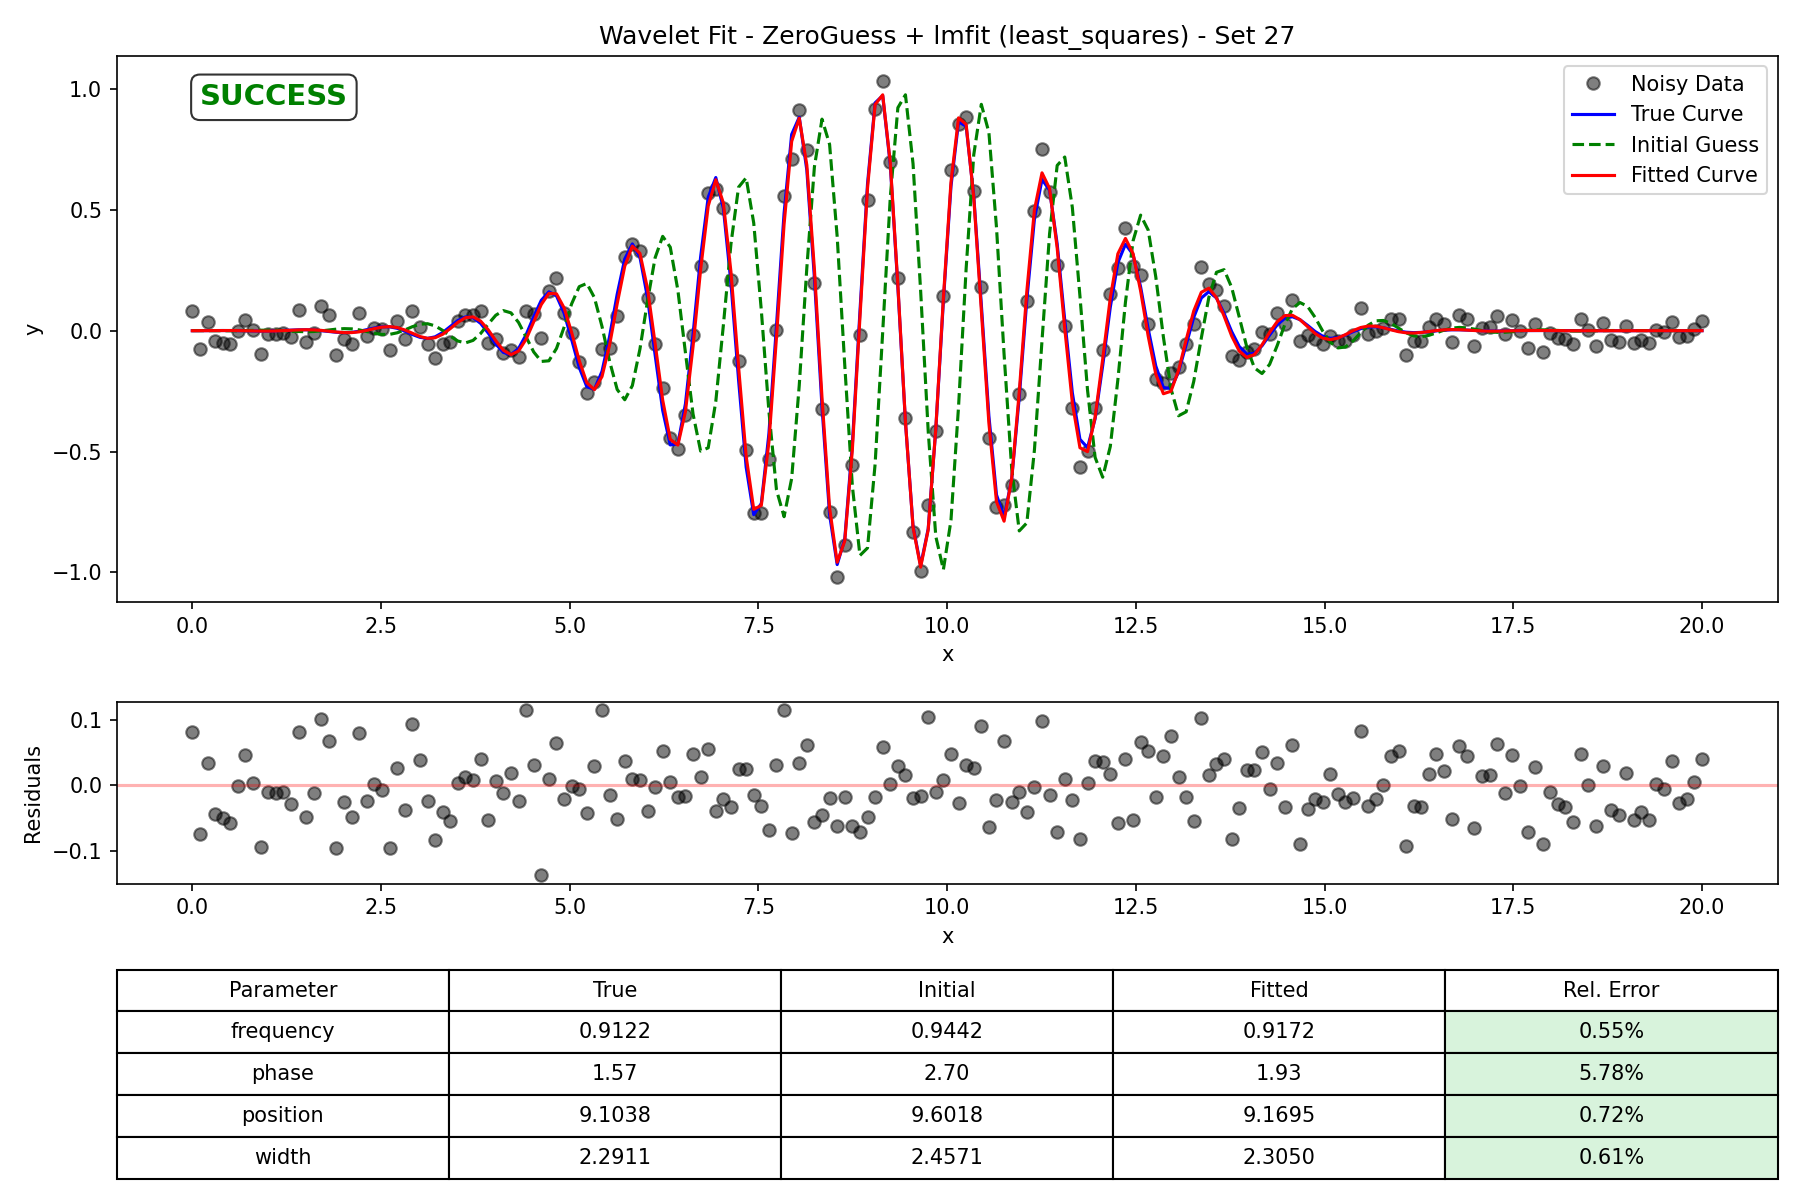 Wavelet Fit - ZeroGuess + lmfit (least_squares) - Set 27
SUCCESS
Noisy Data
True Curve
Initial Guess
Fitted Curve
y
1.0
0.5
0.0
−0.5
−1.0
0.0 2.5 5.0 7.5 10.0 12.5 15.0 17.5 20.0
x
Residuals
0.1
0.0
−0.1
0.0 2.5 5.0 7.5 10.0 12.5 15.0 17.5 20.0
x
Parameter True Initial Fitted Rel. Error
frequency 0.9122 0.9442 0.9172 0.55%
phase 1.57 2.70 1.93 5.78%
position 9.1038 9.6018 9.1695 0.72%
width 2.2911 2.4571 2.3050 0.61%